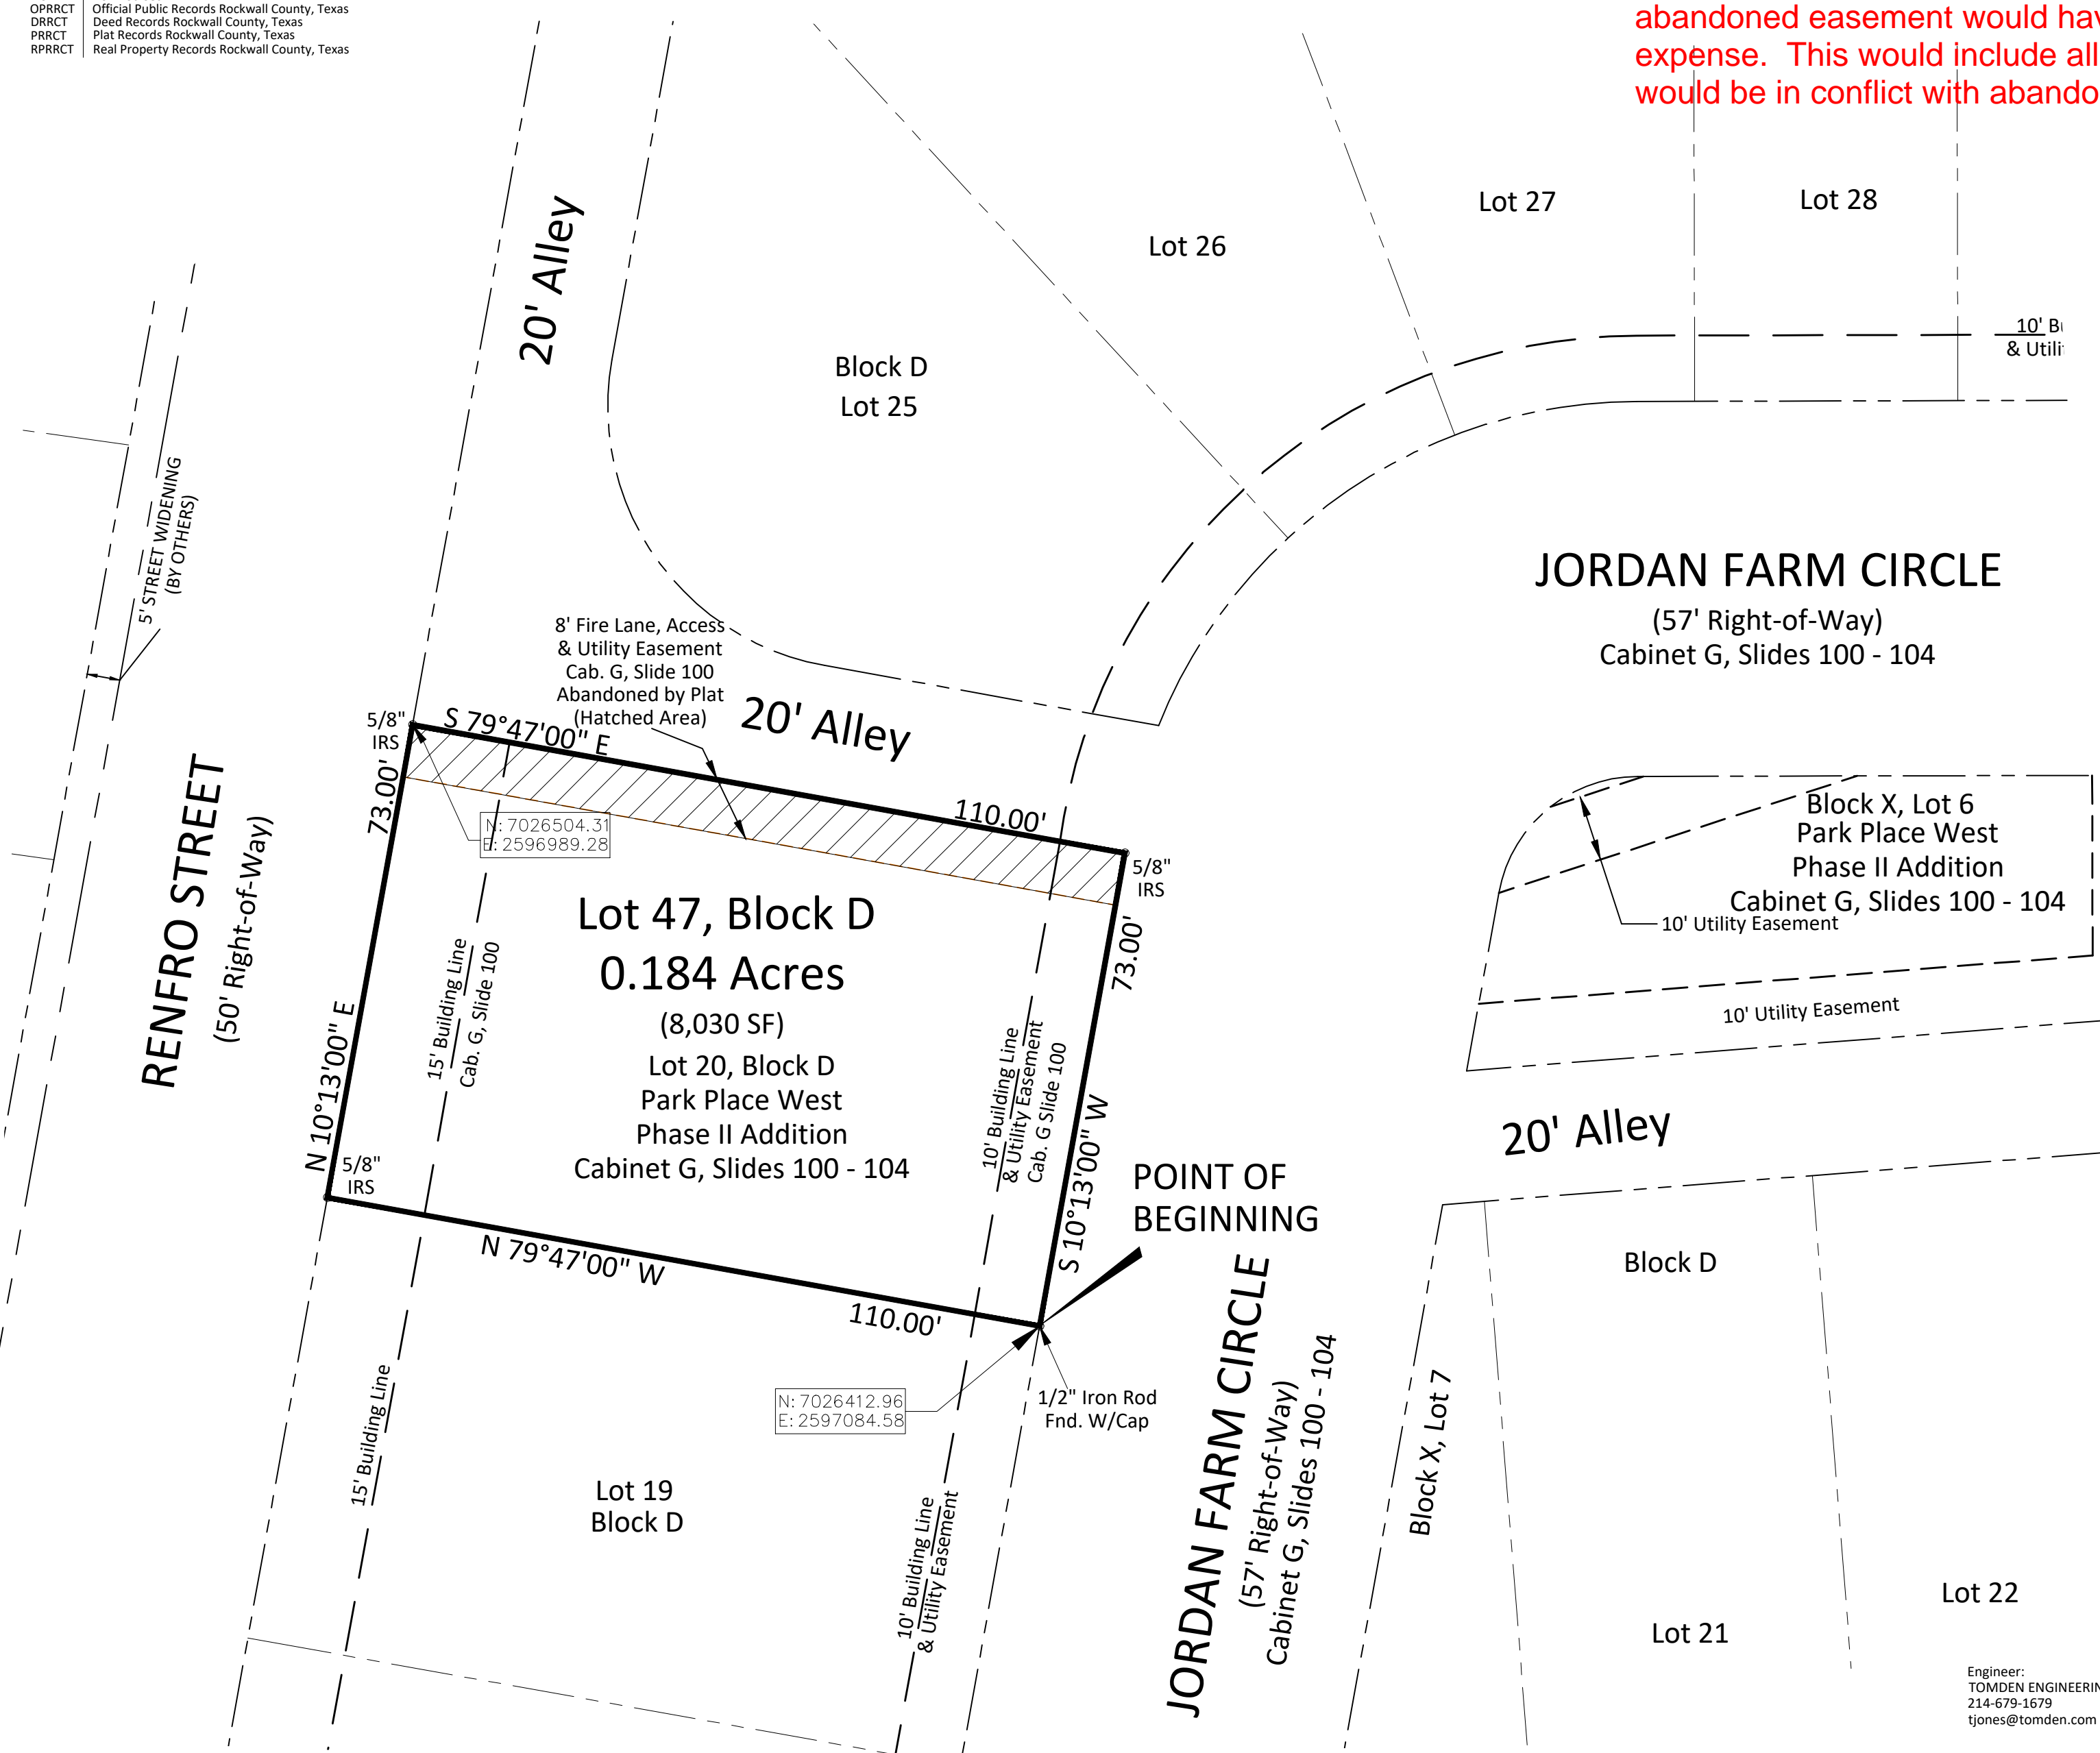 OPRRCT Official Public Records Rockwall County, Texas
DRRCT Deed Records Rockwall County, Texas
PRRCT Plat Records Rockwall County, Texas
RPRRCT Real Property Records Rockwall County, Texas
abandoned easement would hav
expense. This would include all
would be in conflict with abando
20' Alley
Lot 26
Lot 27
Lot 28
10' B
& Utili
Block D
Lot 25
5' STREET WIDENING
(BY OTHERS)
JORDAN FARM CIRCLE
(57' Right-of-Way)
Cabinet G, Slides 100 - 104
8' Fire Lane, Access
& Utility Easement
Cab. G, Slide 100
Abandoned by Plat
(Hatched Area)
20' Alley
5/8"
IRS
S 79°47'00" E
110.00'
73.00'
N: 7026504.31
E: 2596989.28
5/8"
IRS
73.00'
RENFRO STREET
(50' Right-of-Way)
Lot 47, Block D
0.184 Acres
(8,030 SF)
Lot 20, Block D
Park Place West
Phase II Addition
Cabinet G, Slides 100 - 104
15' Building Line
Cab. G, Slide 100
10' Building Line
& Utility Easement
Cab. G Slide 100
N 10°13'00" E
S 10°13'00" W
5/8"
IRS
N 79°47'00" W
110.00'
POINT OF
BEGINNING
Block X, Lot 6
Park Place West
Phase II Addition
Cabinet G, Slides 100 - 104
10' Utility Easement
10' Utility Easement
20' Alley
Block D
N: 7026412.96
E: 2597084.58
1/2" Iron Rod
Fnd. W/Cap
15' Building Line
Lot 19
Block D
10' Building Line
& Utility Easement
JORDAN FARM CIRCLE
(57' Right-of-Way)
Cabinet G, Slides 100 - 104
Block X, Lot 7
Lot 21
Lot 22
Engineer:
TOMDEN ENGINEERIN
214-679-1679
tjones@tomden.com